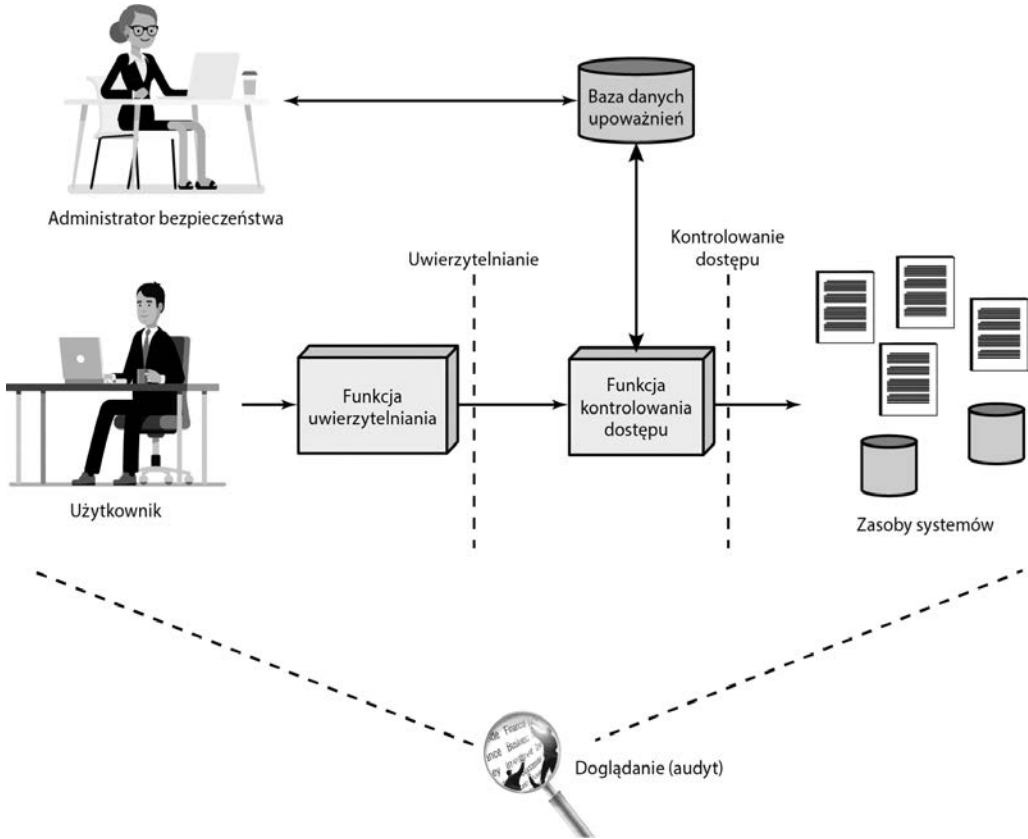 Baza danych
upoważnień
Administrator bezpieczeństwa
Uwierzytelnianie
Kontrolowanie
dostępu
Funkcja
uwierzytelniania
Funkcja
kontrolowania
dostępu
Użytkownik
Zasoby systemów
Doglądanie (audyt)